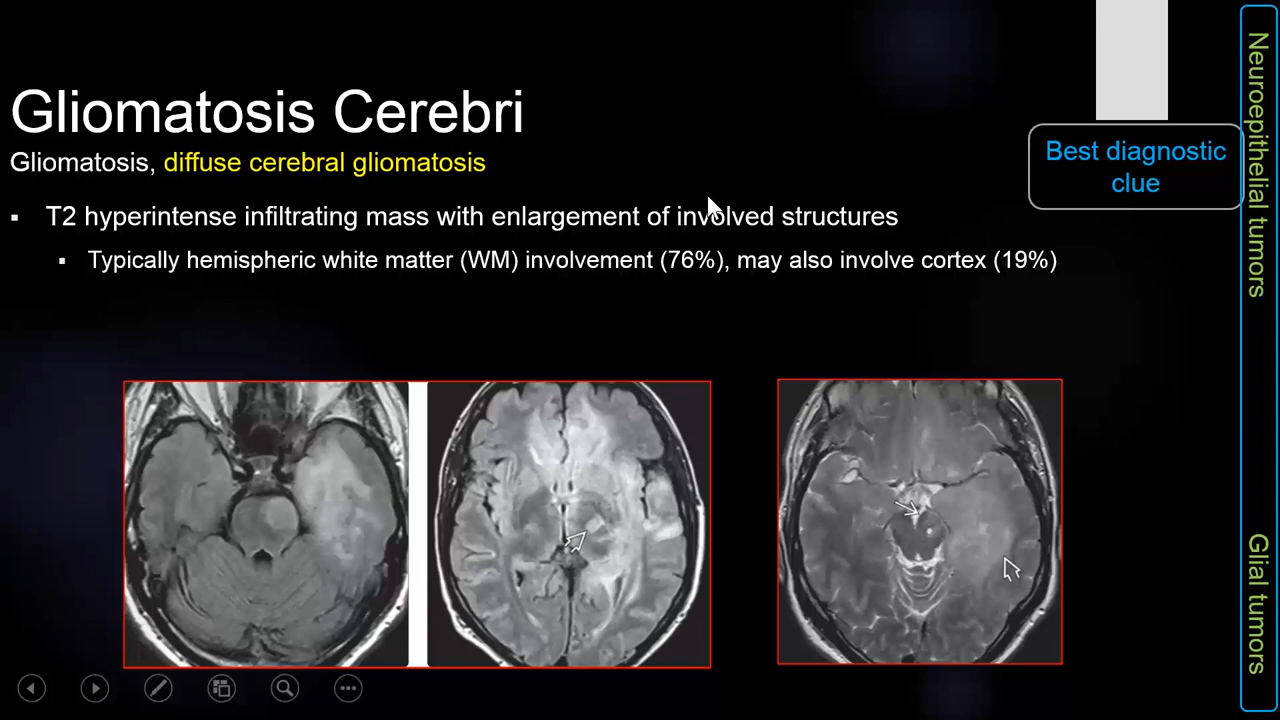 Gliomatosis Cerebri
Gliomatosis, diffuse cerebral gliomatosis
Best diagnostic
clue
▪ T2 hyperintense infiltrating mass with enlargement of involved structures
▪ Typically hemispheric white matter (WM) involvement (76%), may also involve cortex (19%)
Neuroepithelial tumors
Glial tumors